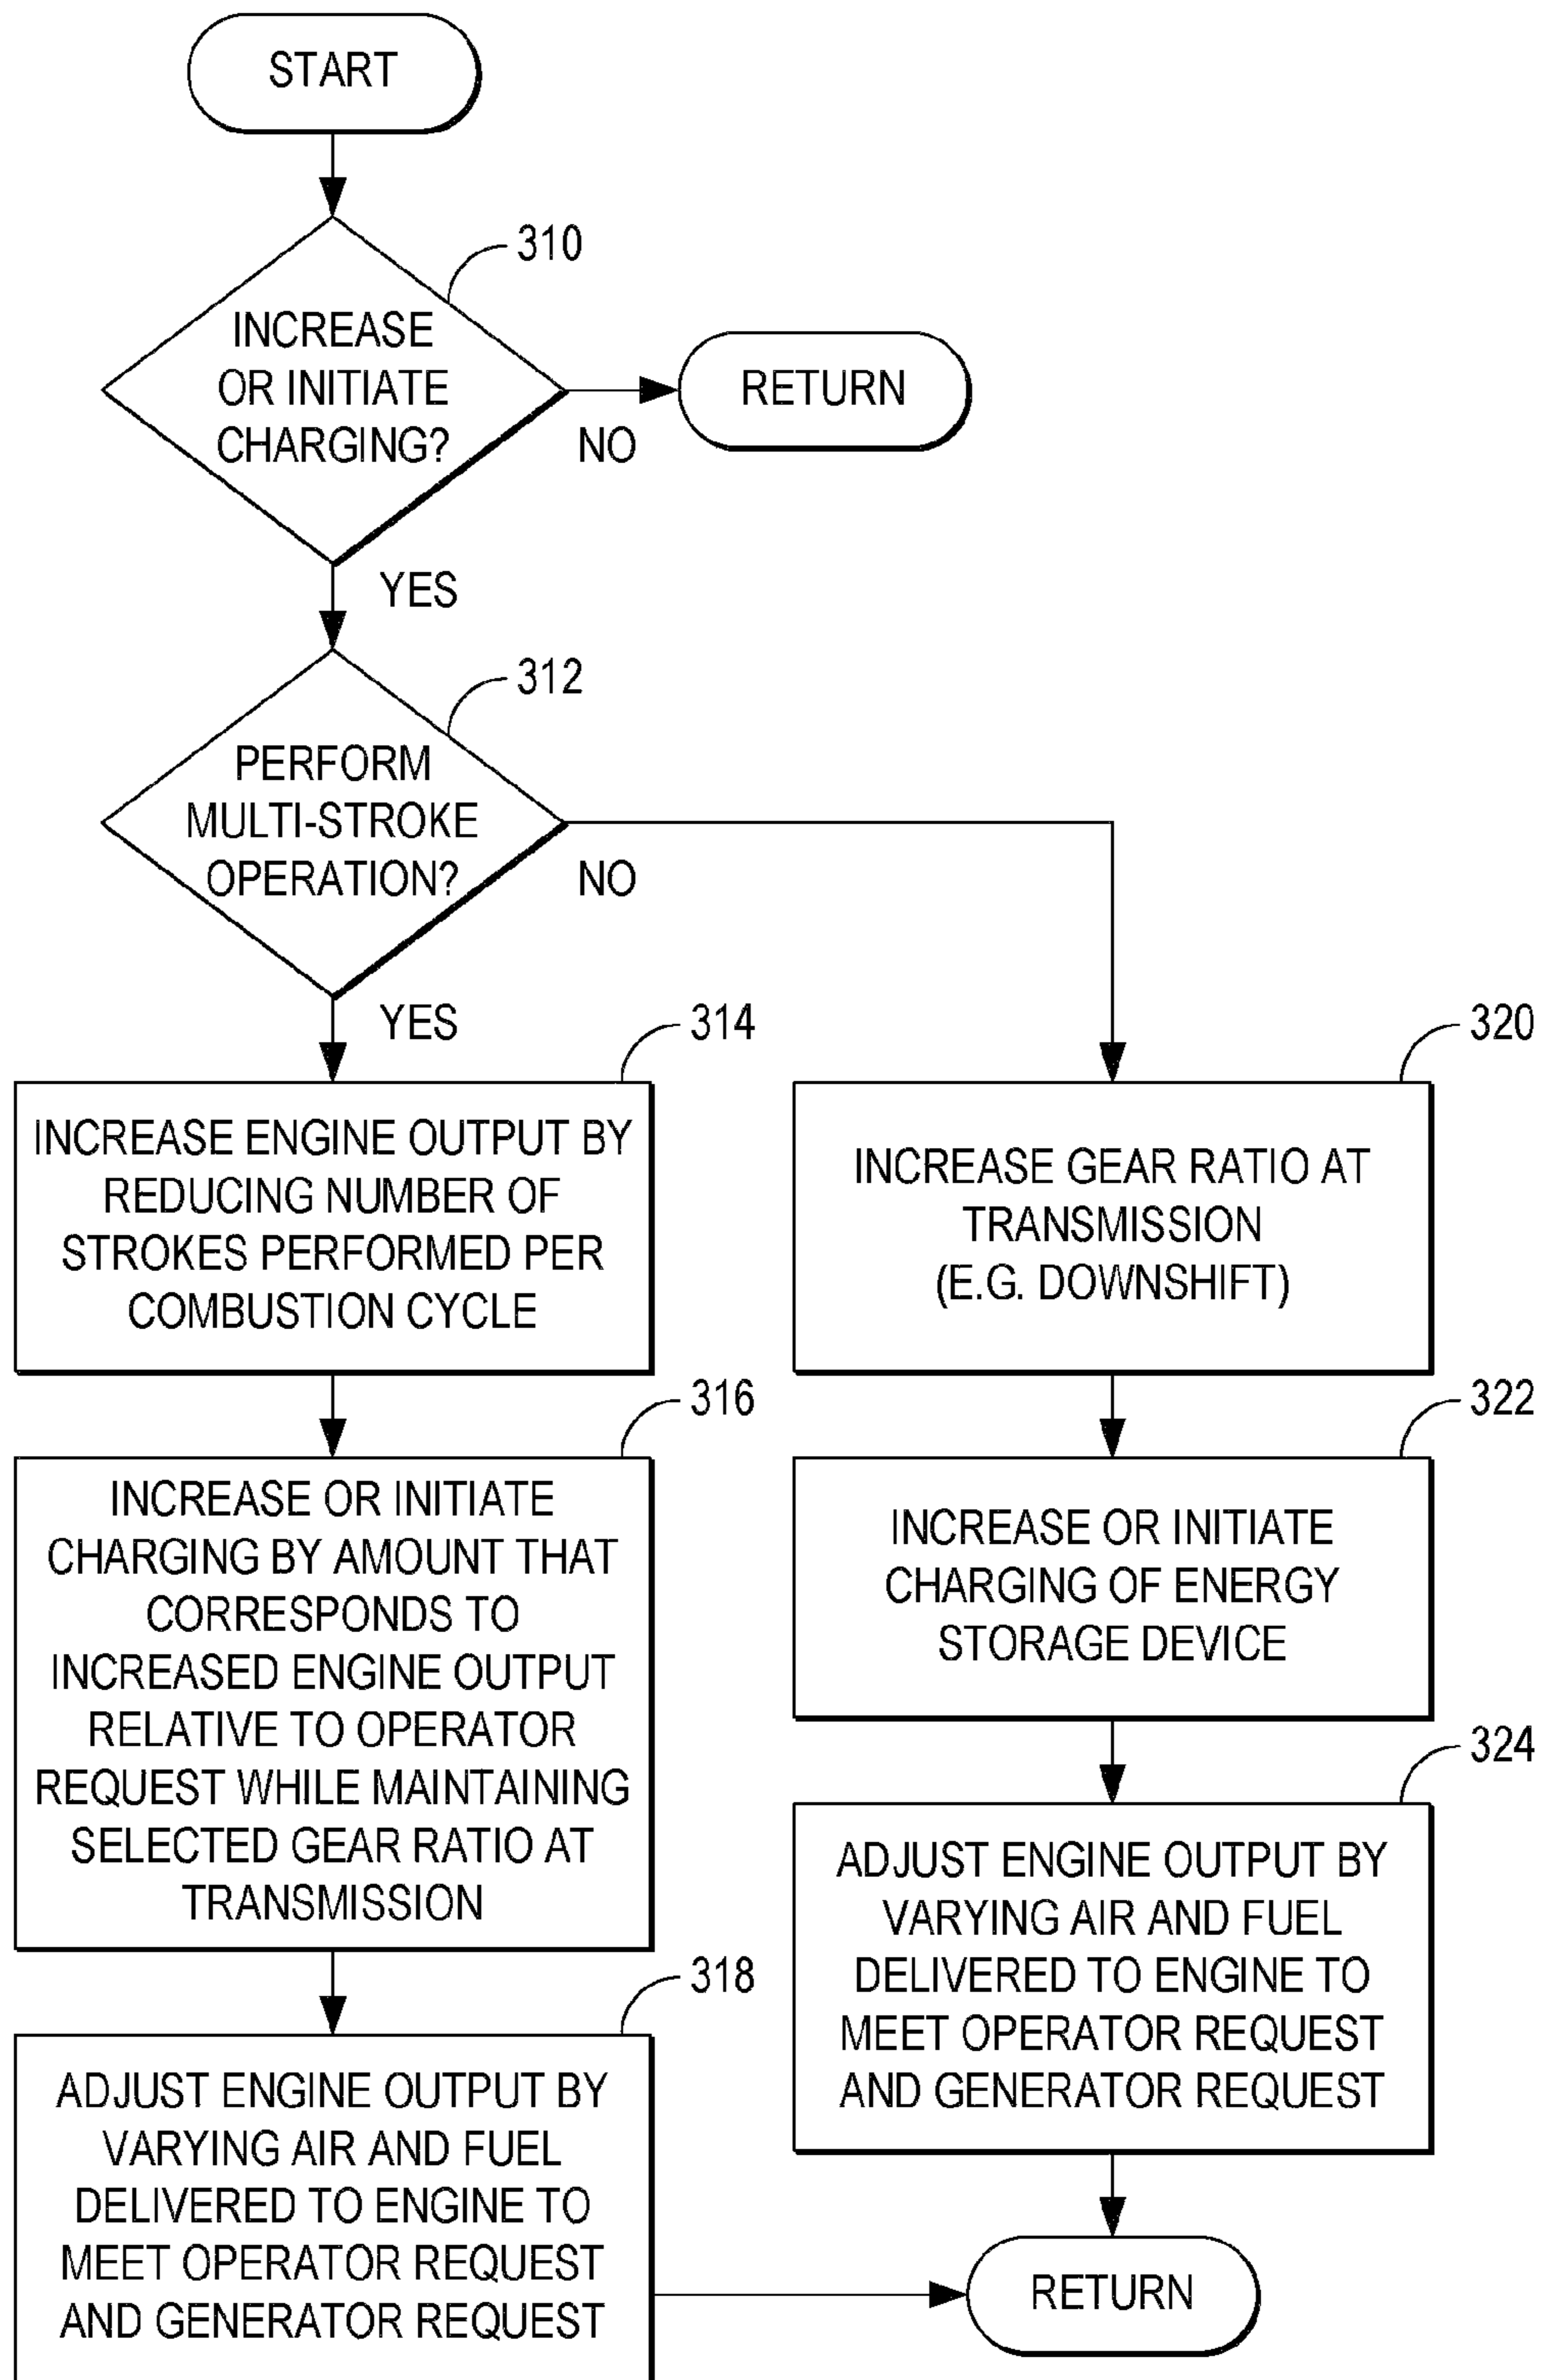 START
310
INCREASE
OR INITIATE
CHARGING?
NO
RETURN
YES
312
PERFORM
MULTI-STROKE
OPERATION?
NO
YES
314
INCREASE ENGINE OUTPUT BY
REDUCING NUMBER OF
STROKES PERFORMED PER
COMBUSTION CYCLE
316
INCREASE OR INITIATE
CHARGING BY AMOUNT THAT
CORRESPONDS TO
INCREASED ENGINE OUTPUT
RELATIVE TO OPERATOR
REQUEST WHILE MAINTAINING
SELECTED GEAR RATIO AT
TRANSMISSION
318
ADJUST ENGINE OUTPUT BY
VARYING AIR AND FUEL
DELIVERED TO ENGINE TO
MEET OPERATOR REQUEST
AND GENERATOR REQUEST
320
INCREASE GEAR RATIO AT
TRANSMISSION
(E.G. DOWNSHIFT)
322
INCREASE OR INITIATE
CHARGING OF ENERGY
STORAGE DEVICE
324
ADJUST ENGINE OUTPUT BY
VARYING AIR AND FUEL
DELIVERED TO ENGINE TO
MEET OPERATOR REQUEST
AND GENERATOR REQUEST
RETURN